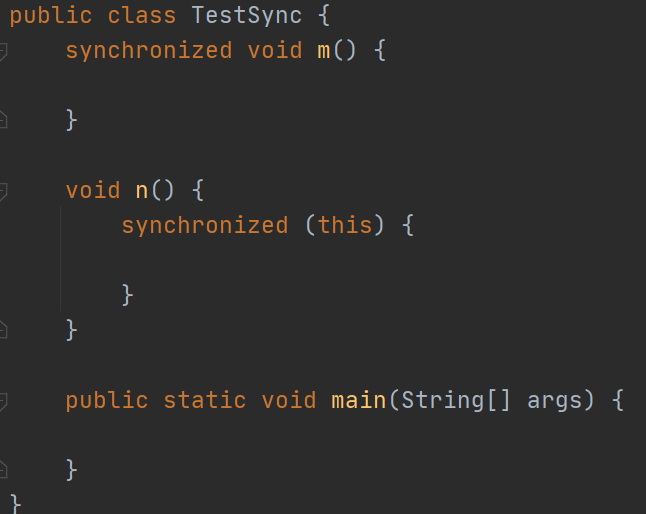 public class TestSync {
    synchronized void m() {
    }
    void n() {
        synchronized (this) {
        }
    }
    public static void main(String[] args) {
    }
}